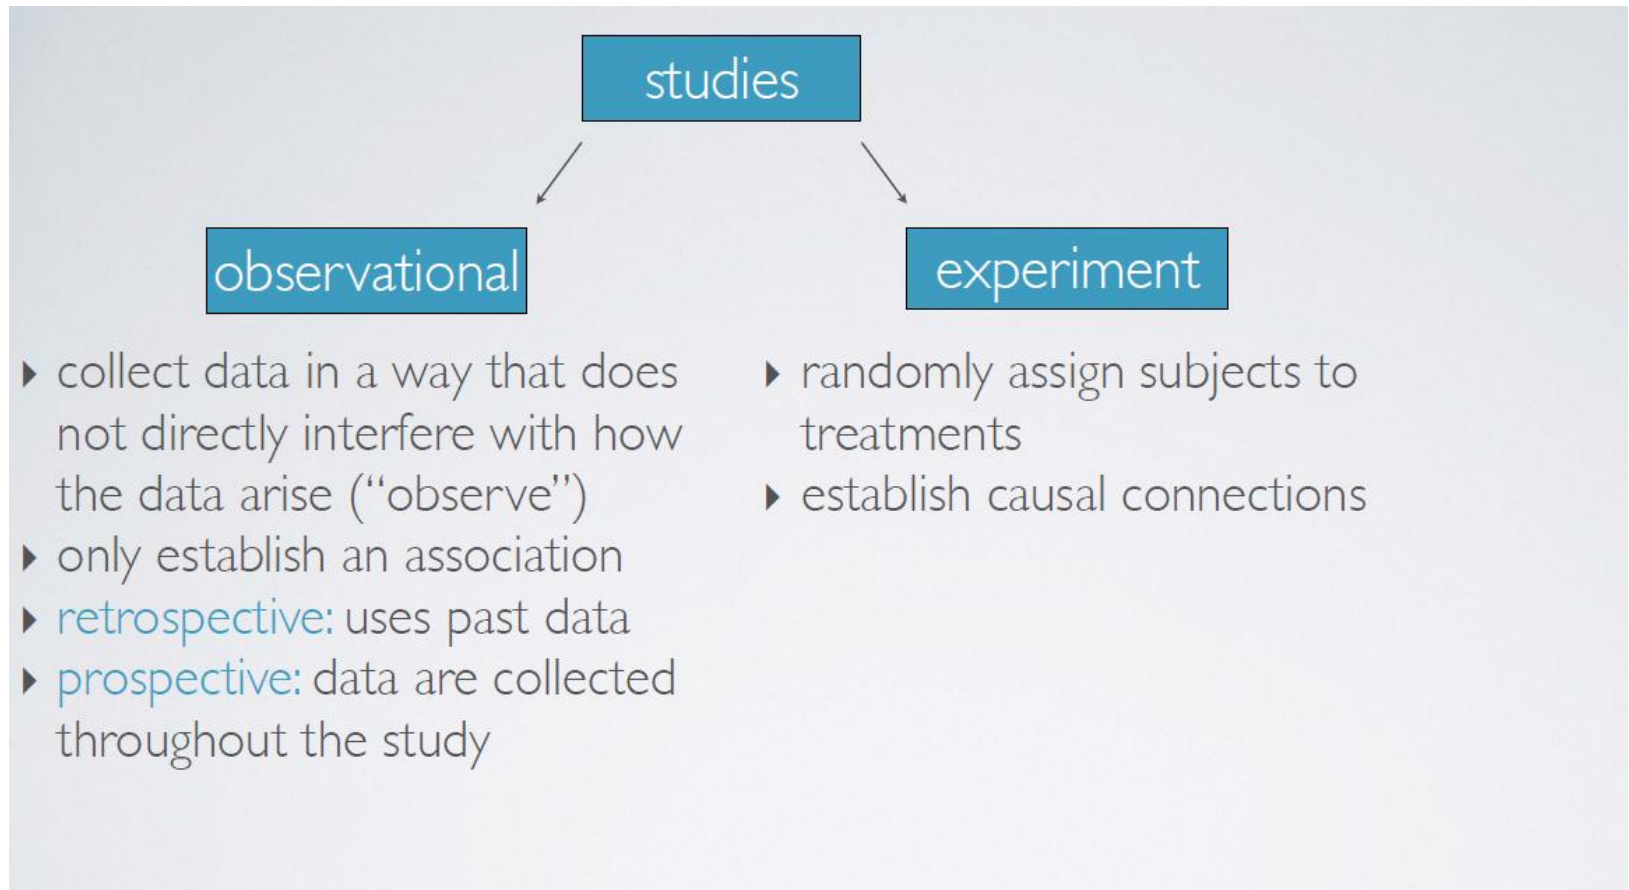 studies
observational
experiment
▸ collect data in a way that does
not directly interfere with how
the data arise (“observe”)
▸ only establish an association
▸ retrospective: uses past data
▸ prospective: data are collected
throughout the study
▸ randomly assign subjects to
treatments
▸ establish causal connections